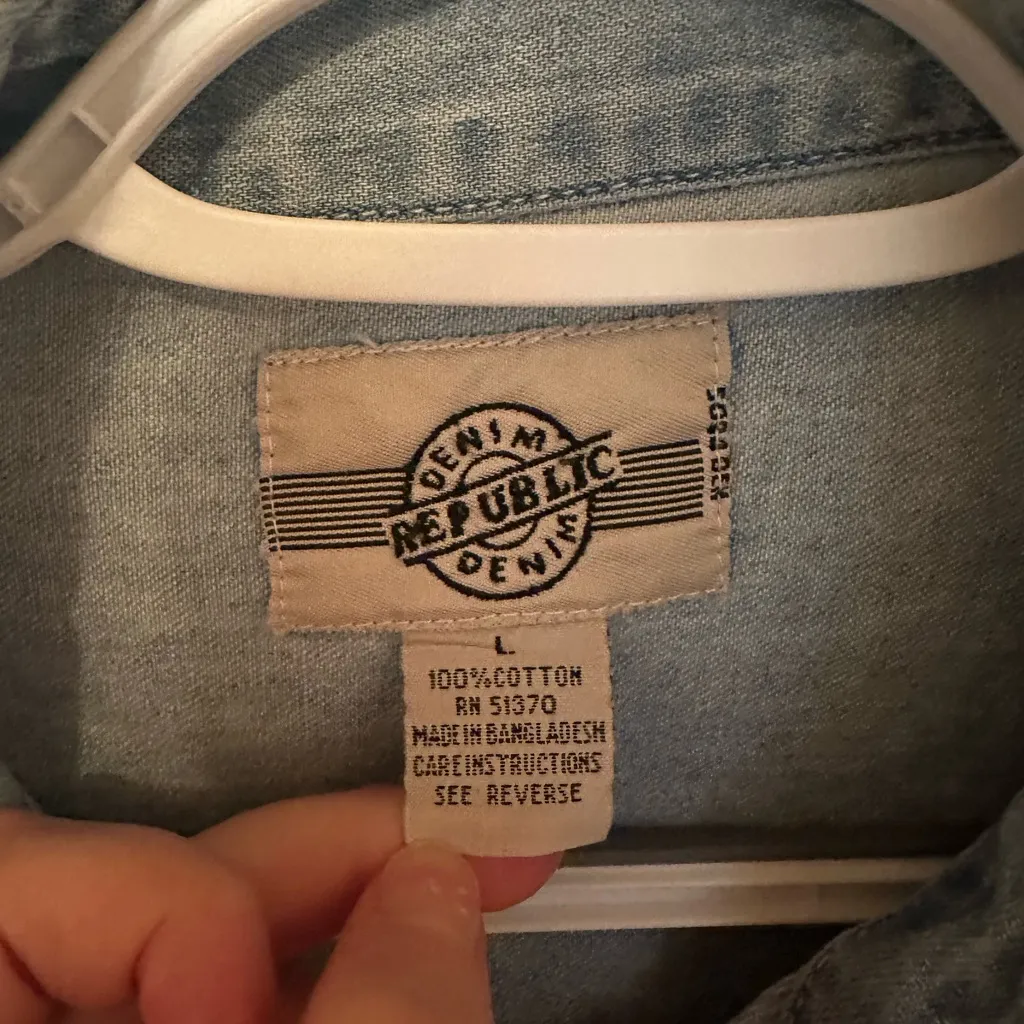 DENIM
REPUBLIC
DENIM
L.
100% COTTON
RN 51370
MADE IN BANGLADESH
CARE INSTRUCTIONS
SEE REVERSE